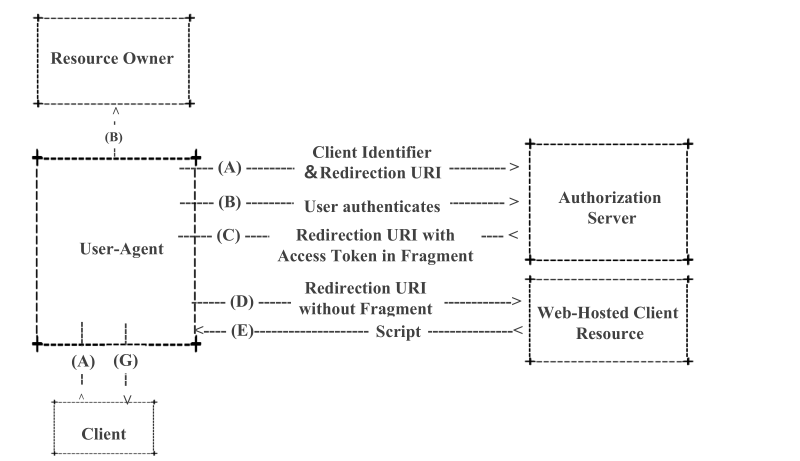 Resource Owner
(B)
Client Identifier
(A) &Redirection URI
(B) User authenticates
Authorization
Server
(C) Redirection URI with
Access Token in Fragment
User-Agent
Redirection URI
(D) without Fragment
(E) Script
Web-Hosted Client
Resource
(A) (G)
Client